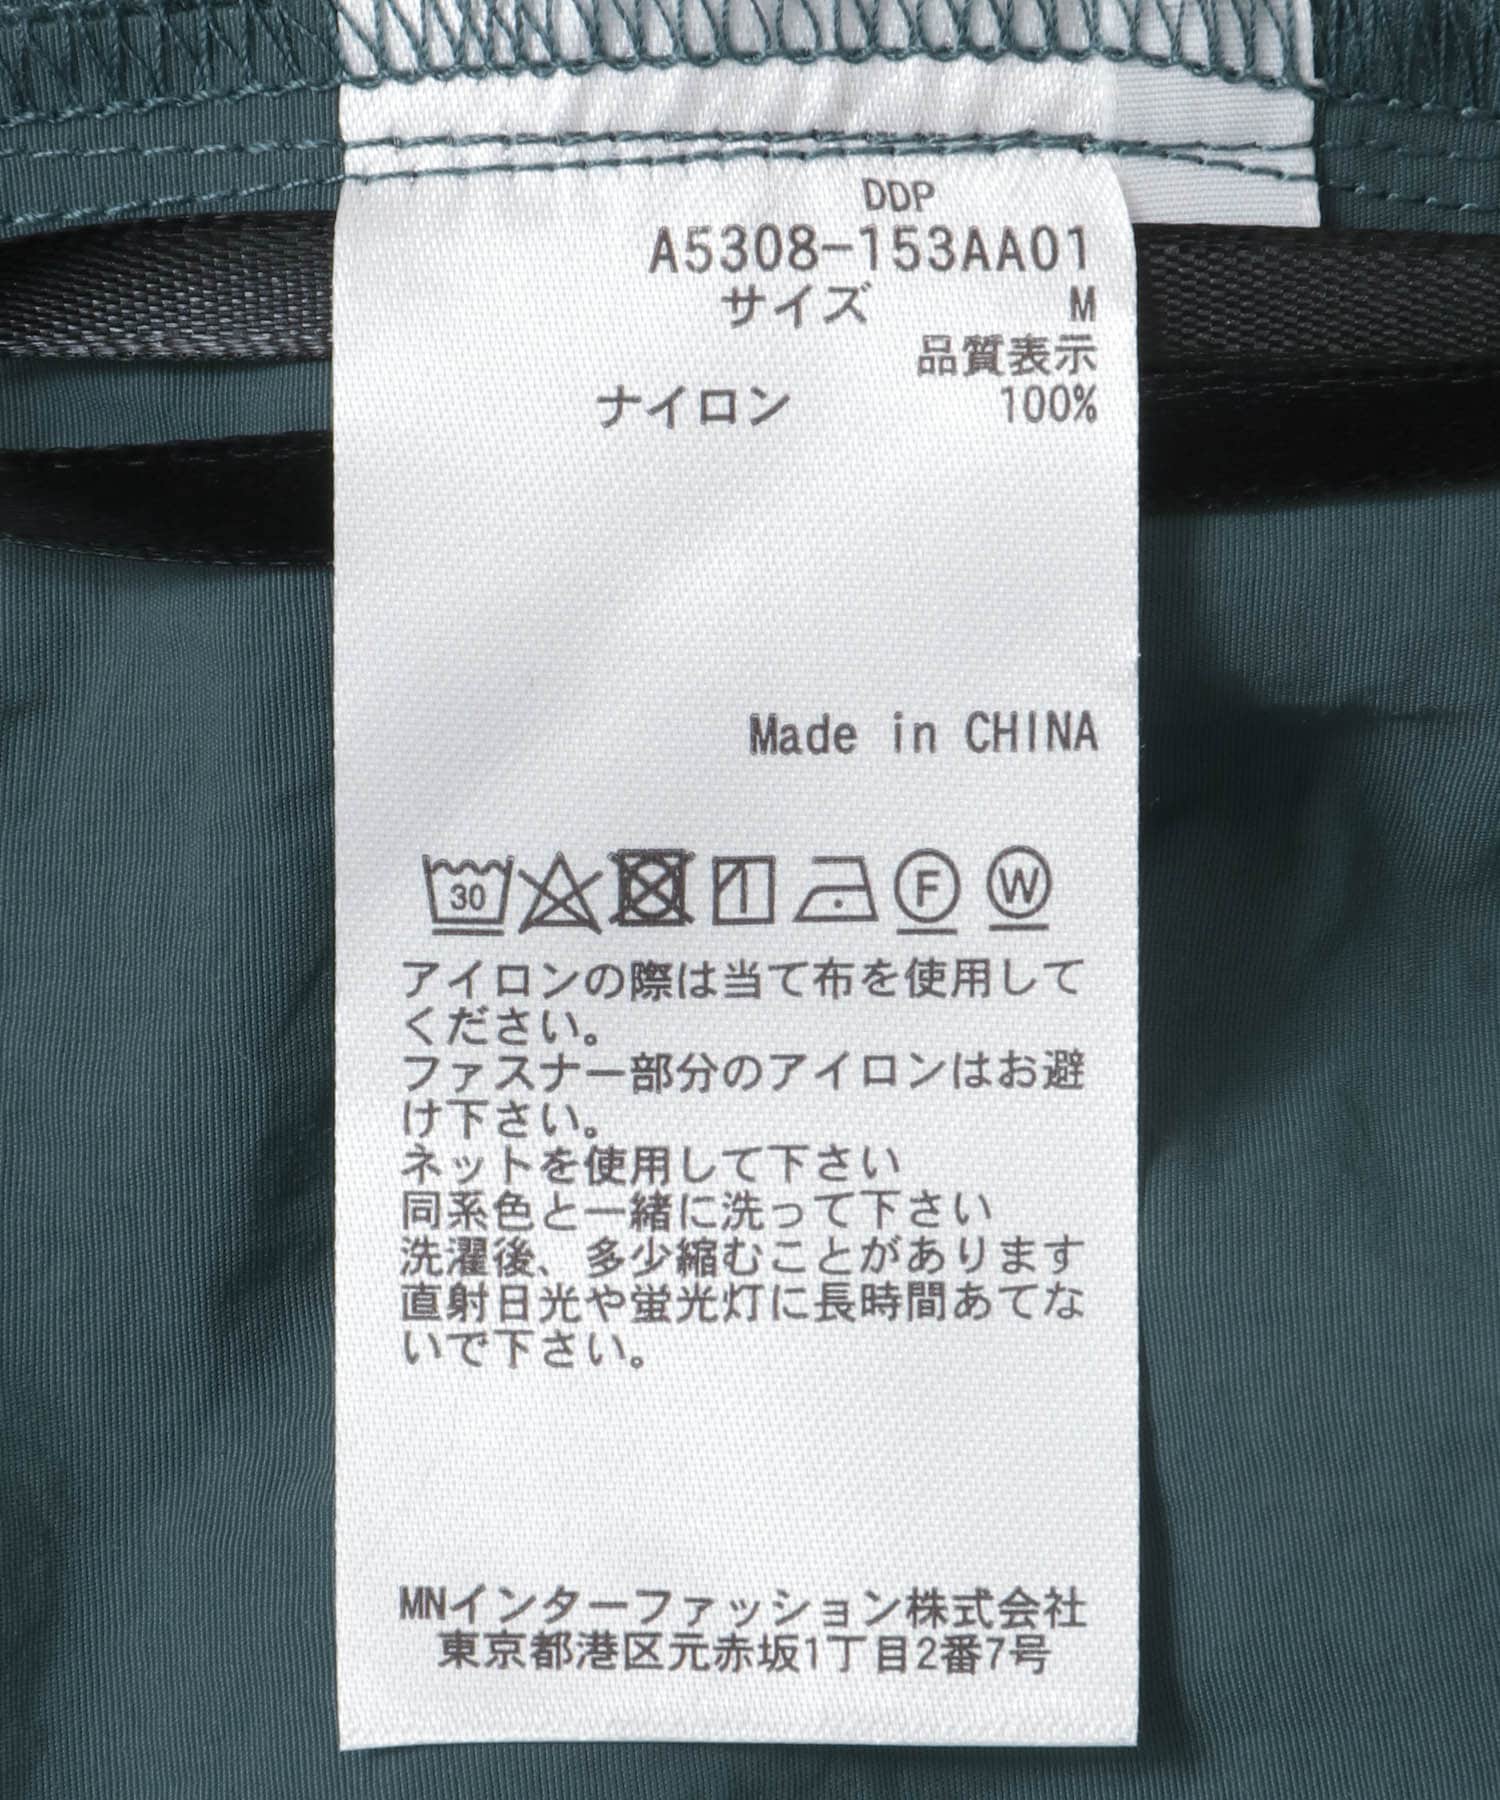 DDP
A5308-153AA01
サイズ M
品質表示
ナイロン 100%
Made in CHINA
30 F W
アイロンの際は当て布を使用して
ください。
ファスナー部分のアイロンはお避
け下さい。
ネットを使用して下さい
同系色と一緒に洗って下さい
洗濯後、多少縮むことがあります
直射日光や蛍光灯に長時間あてな
いで下さい。
MNインターファッション株式会社
東京都港区元赤坂1丁目2番7号